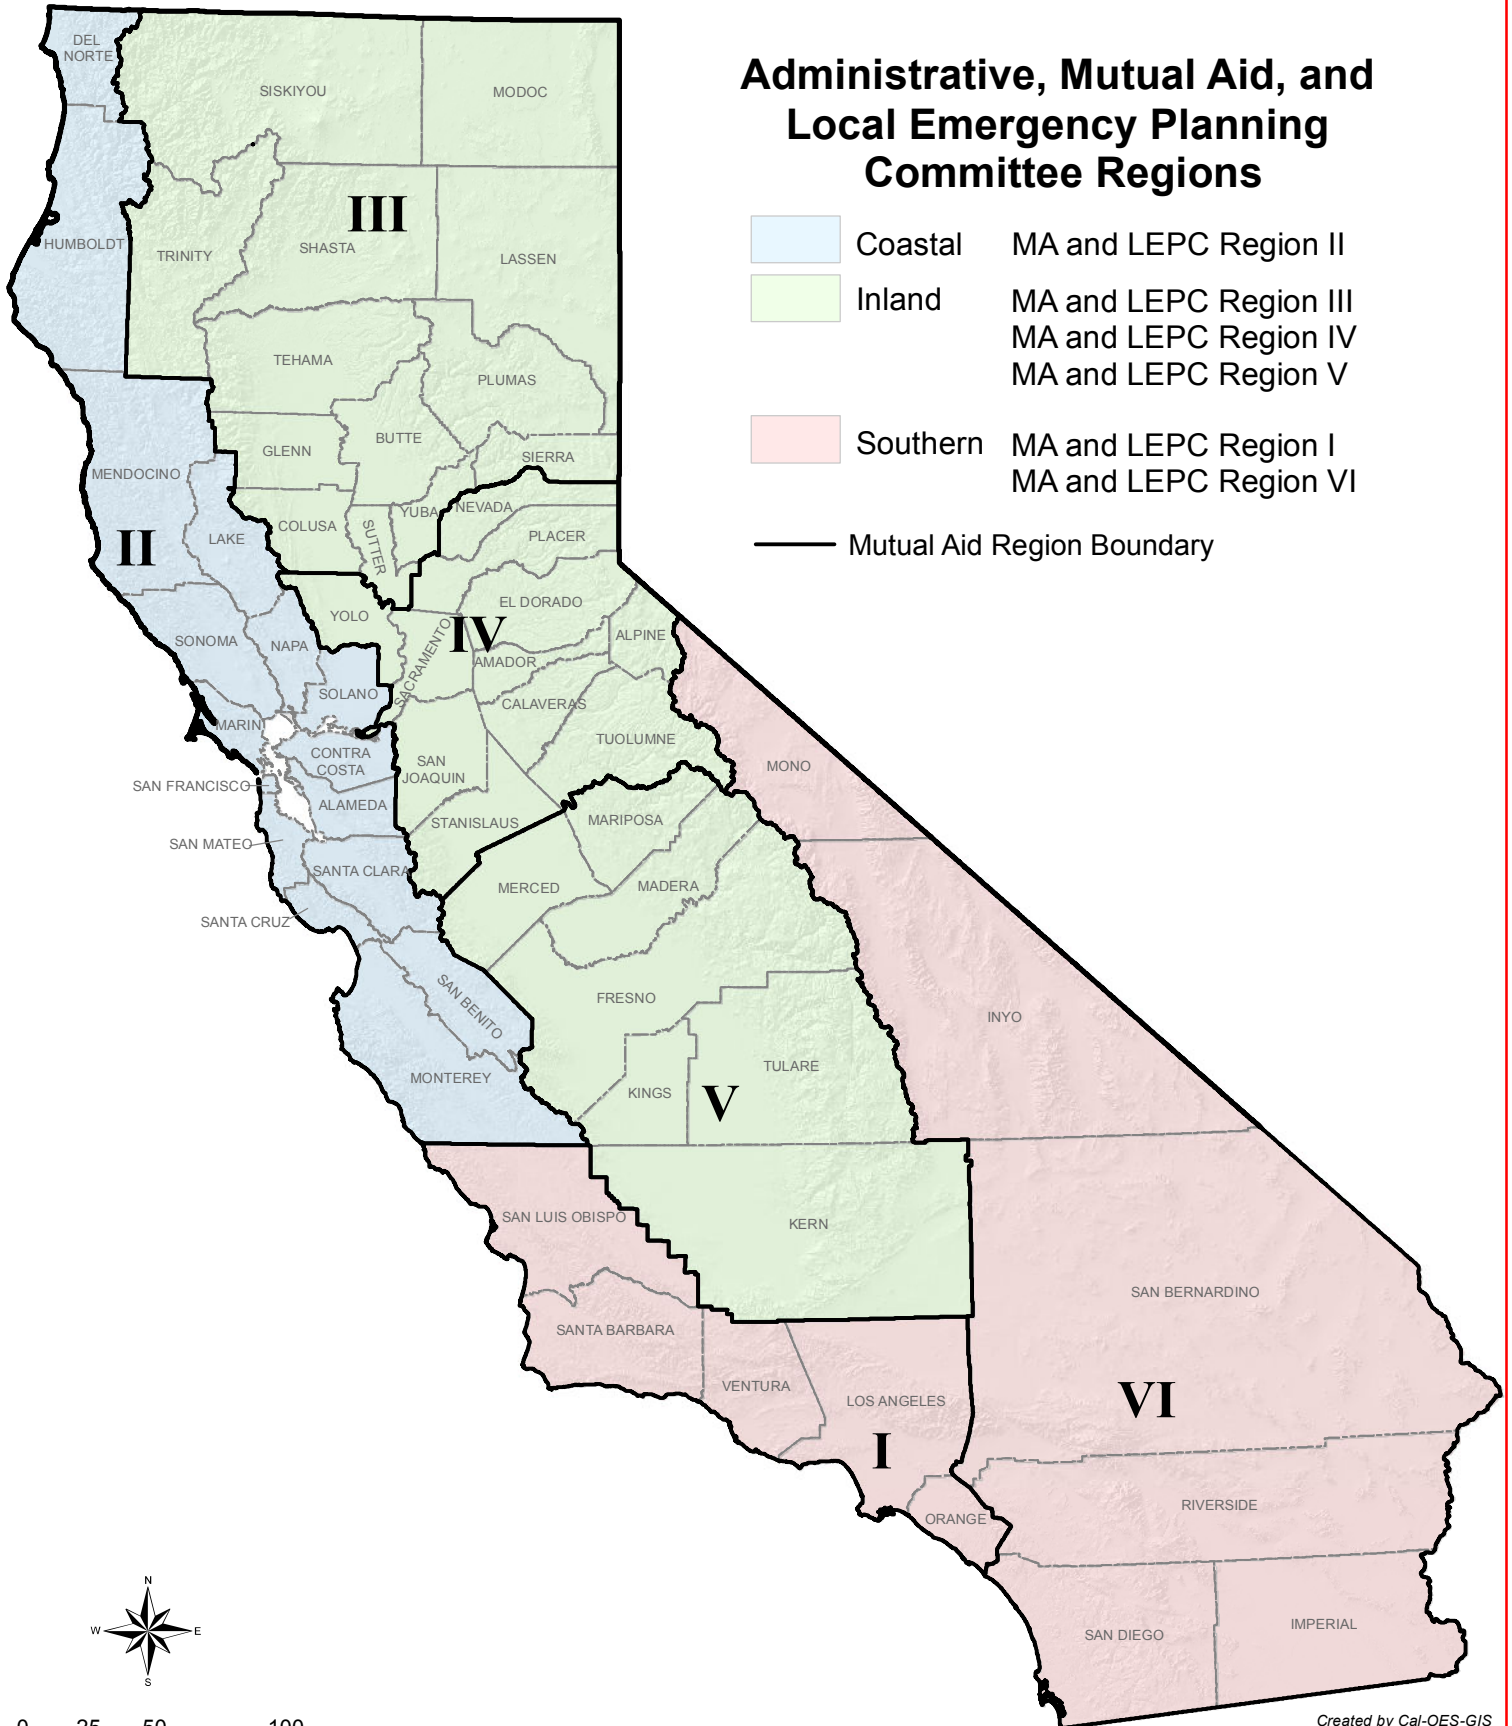 Administrative, Mutual Aid, and
Local Emergency Planning
Committee Regions
Coastal MA and LEPC Region II
Inland MA and LEPC Region III
MA and LEPC Region IV
MA and LEPC Region V
Southern MA and LEPC Region I
MA and LEPC Region VI
Mutual Aid Region Boundary
DEL
NORTE
SISKIYOU
MODOC
III
HUMBOLDT
TRINITY
SHASTA
LASSEN
TEHAMA
PLUMAS
BUTTE
GLENN
SIERRA
MENDOCINO
II
LAKE
COLUSA
SUTTER
YUBA
NEVADA
PLACER
YOLO
EL DORADO
IV
SACRAMENTO
ALPINE
SONOMA
NAPA
AMADOR
SOLANO
CALAVERAS
MARIN
TUOLUMNE
CONTRA
COSTA
SAN
JOAQUIN
MONO
SAN FRANCISCO
ALAMEDA
STANISLAUS
MARIPOSA
SAN MATEO
SANTA CLARA
MERCED
MADERA
SANTA CRUZ
SAN BENITO
FRESNO
INYO
MONTEREY
KINGS
V
TULARE
SAN LUIS OBISPO
KERN
SAN BERNARDINO
SANTA BARBARA
VENTURA
LOS ANGELES
VI
I
ORANGE
RIVERSIDE
SAN DIEGO
IMPERIAL
N
W E
S
0 25 50 100
Created by Cal-OES-GIS